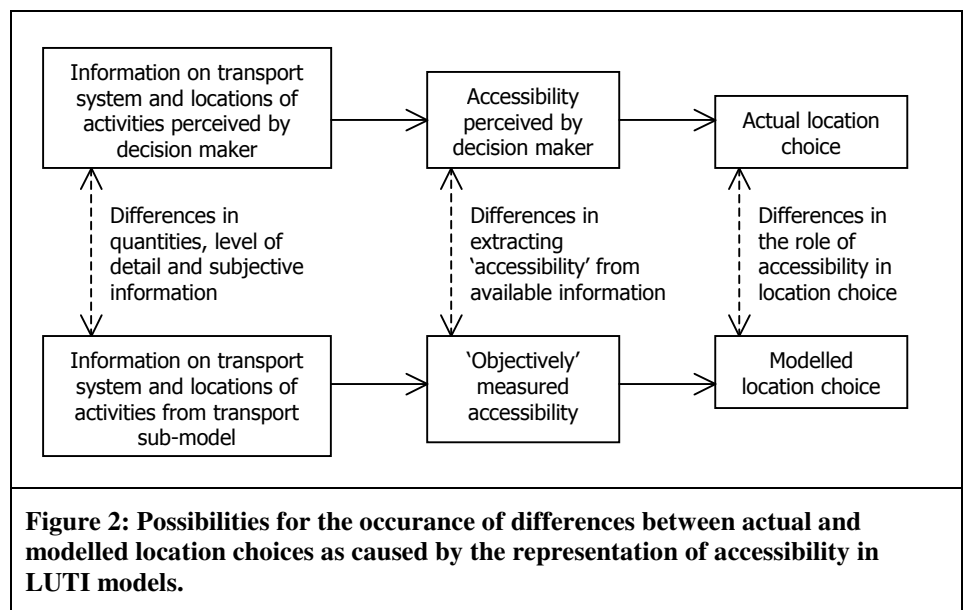 Information on transport
system and locations of
activities perceived by
decision maker
Accessibility
perceived by
decision maker
Actual location
choice
Differences in
quantities, level of
detail and subjective
information
Differences in
extracting
‘accessibility’ from
available information
Differences in
the role of
accessibility in
location choice
Information on transport
system and locations of
activities from transport
sub-model
‘Objectively’
measured
accessibility
Modelled
location choice
Figure 2: Possibilities for the occurance of differences between actual and
modelled location choices as caused by the representation of accessibility in
LUTI models.